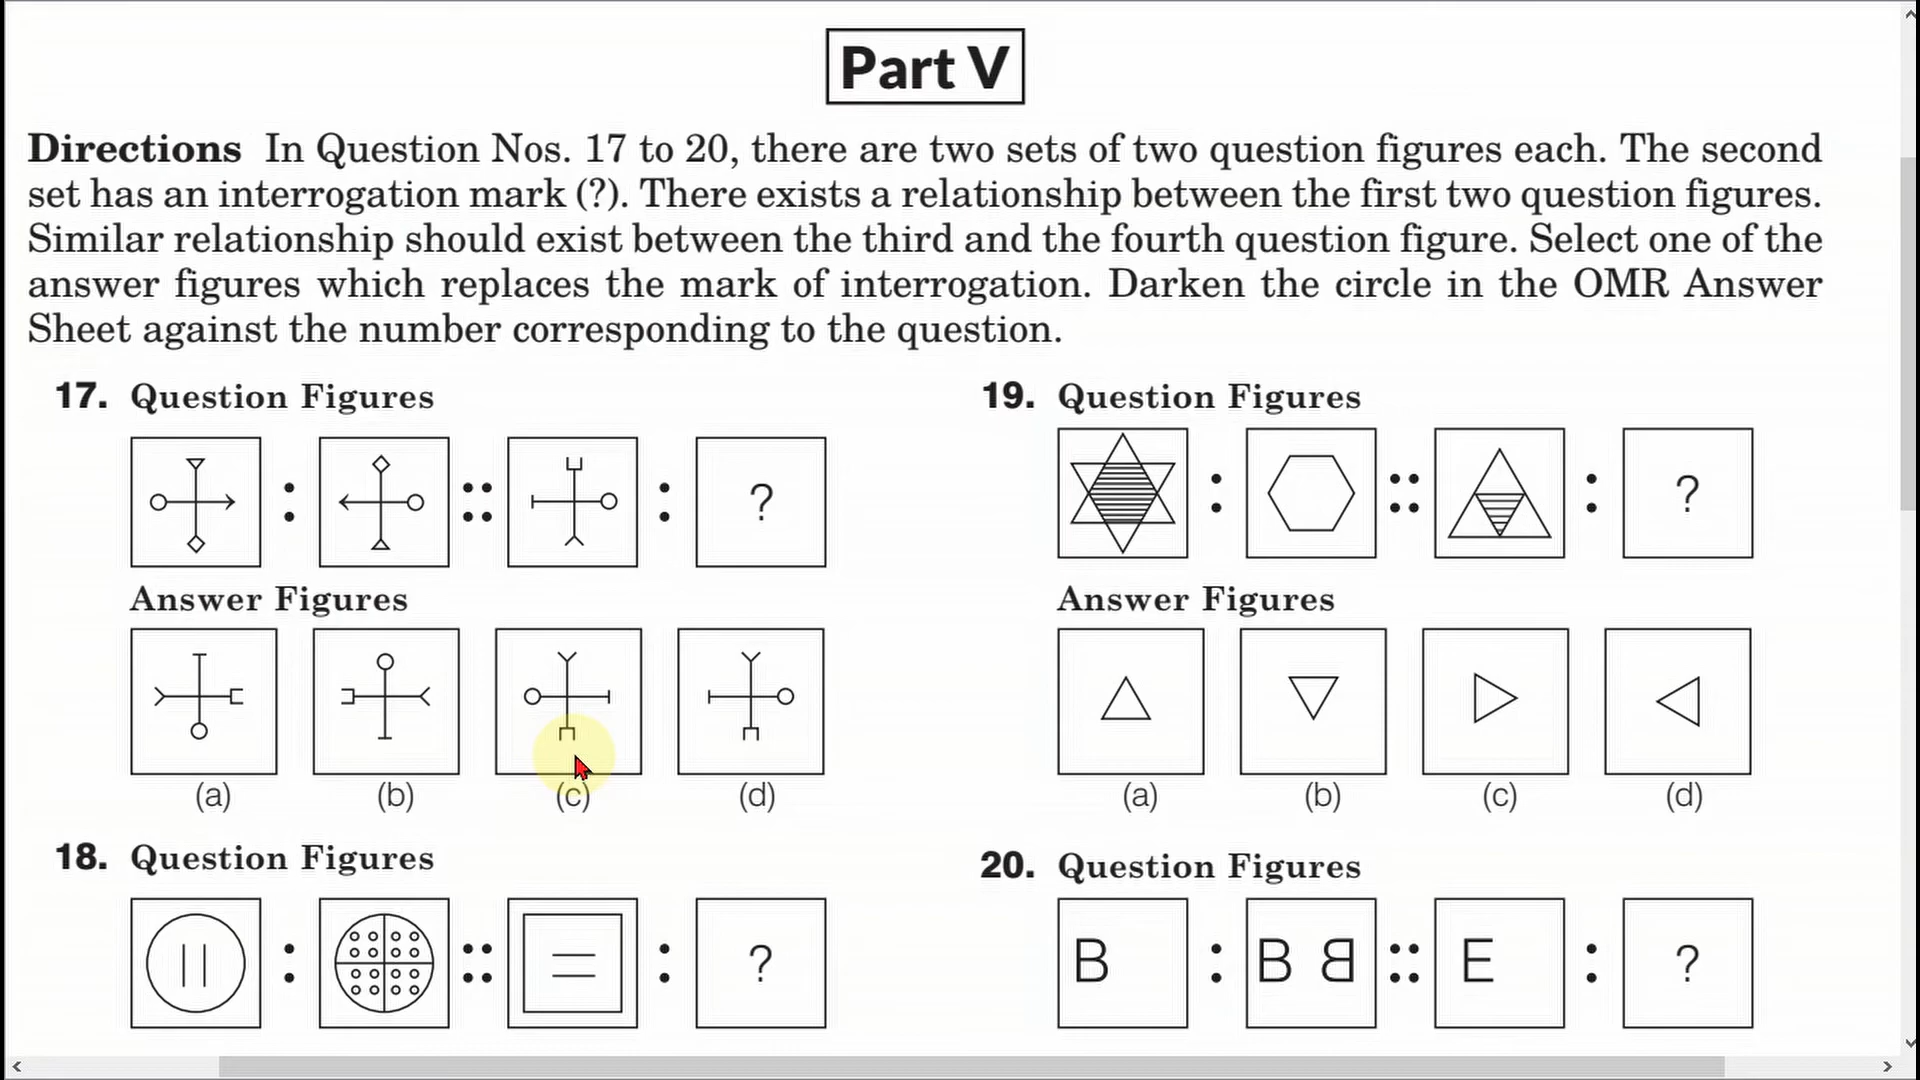 Part V
Directions In Question Nos. 17 to 20, there are two sets of two question figures each. The second
set has an interrogation mark (?). There exists a relationship between the first two question figures.
Similar relationship should exist between the third and the fourth question figure. Select one of the
answer figures which replaces the mark of interrogation. Darken the circle in the OMR Answer
Sheet against the number corresponding to the question.
17. Question Figures
: :: : ?
Answer Figures
(a) (b) (c) (d)
18. Question Figures
: :: : ?
19. Question Figures
: :: : ?
Answer Figures
(a) (b) (c) (d)
20. Question Figures
B : B B :: E : ?